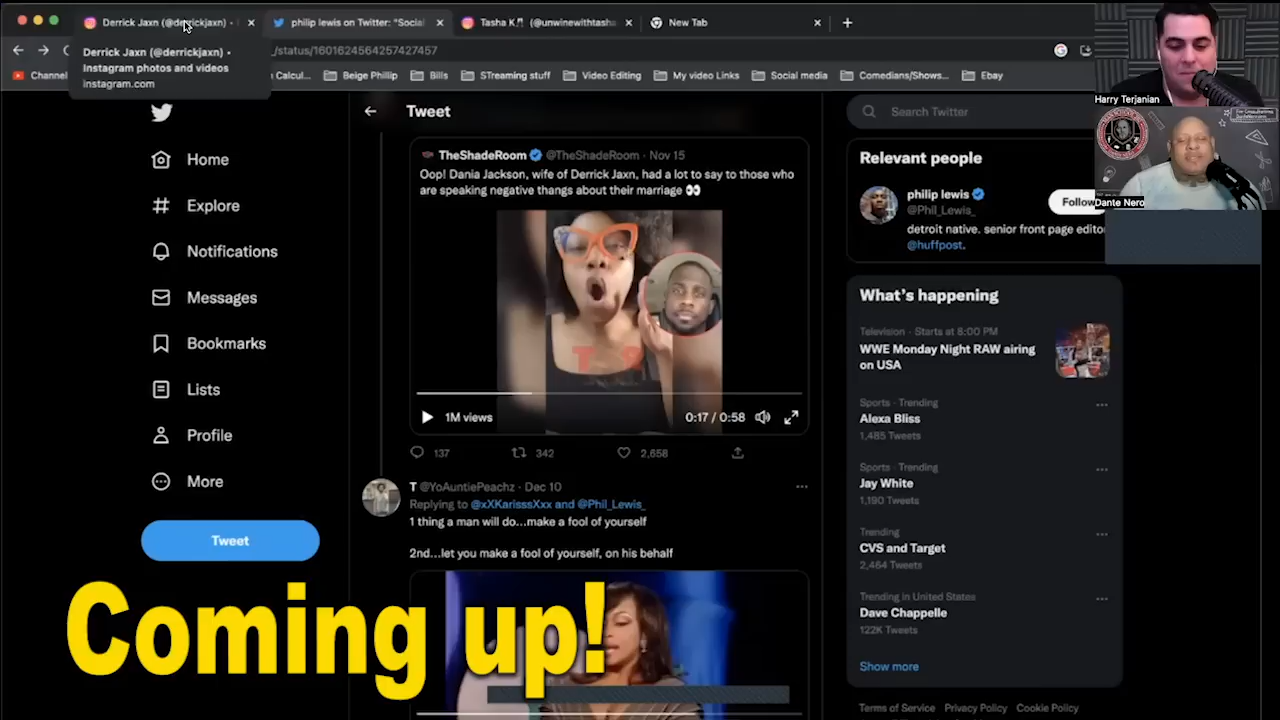 Derrick Jaxn (@derrickjaxn) •
philip lewis on Twitter: "Social
Tasha K (@unwinewithtasha
New Tab
/status/1601624564257427457
Derrick Jaxn (@derrickjaxn) •
Instagram photos and videos
instagram.com
Channel
Calcul...
Beige Phillip
Bills
STreaming stuff
Video Editing
My video Links
Social media
Comedians/Shows...
Ebay
Harry Terjanian
Dante Nero
Home
Explore
Notifications
Messages
Bookmarks
Lists
Profile
More
Tweet
Tweet
TheShadeRoom @TheShadeRoom · Nov 15
Oop! Dania Jackson, wife of Derrick Jaxn, had a lot to say to those who
are speaking negative thangs about their marriage 👀
TSR
1M views
0:17 / 0:58
137
342
2,658
T @YoAuntiePeachz · Dec 10
Replying to @xXKarisssXxx and @Phil_Lewis_
1 thing a man will do...make a fool of yourself
2nd...let you make a fool of yourself, on his behalf
Search Twitter
Relevant people
philip lewis
@Phil_Lewis_
Follow
detroit native. senior front page editor
@huffpost.
What's happening
Television · Starts at 8:00 PM
WWE Monday Night RAW airing
on USA
Sports · Trending
Alexa Bliss
1,485 Tweets
Sports · Trending
Jay White
1,190 Tweets
Trending
CVS and Target
2,464 Tweets
Trending in United States
Dave Chappelle
122K Tweets
Show more
Terms of Service Privacy Policy Cookie Policy
Coming up!